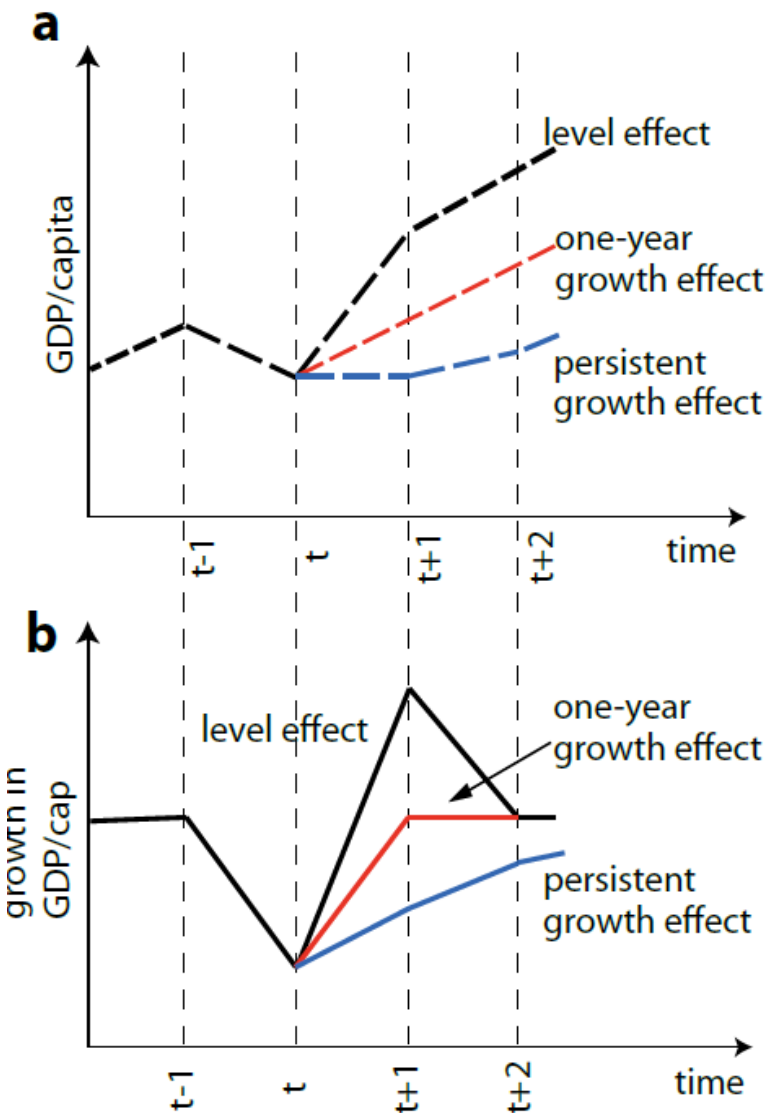 a
level effect
one-year
growth effect
persistent
growth effect
GDP/capita
t-1
t
t+1
t+2
time
b
level effect
one-year
growth effect
persistent
growth effect
growth in
GDP/cap
t-1
t
t+1
t+2
time